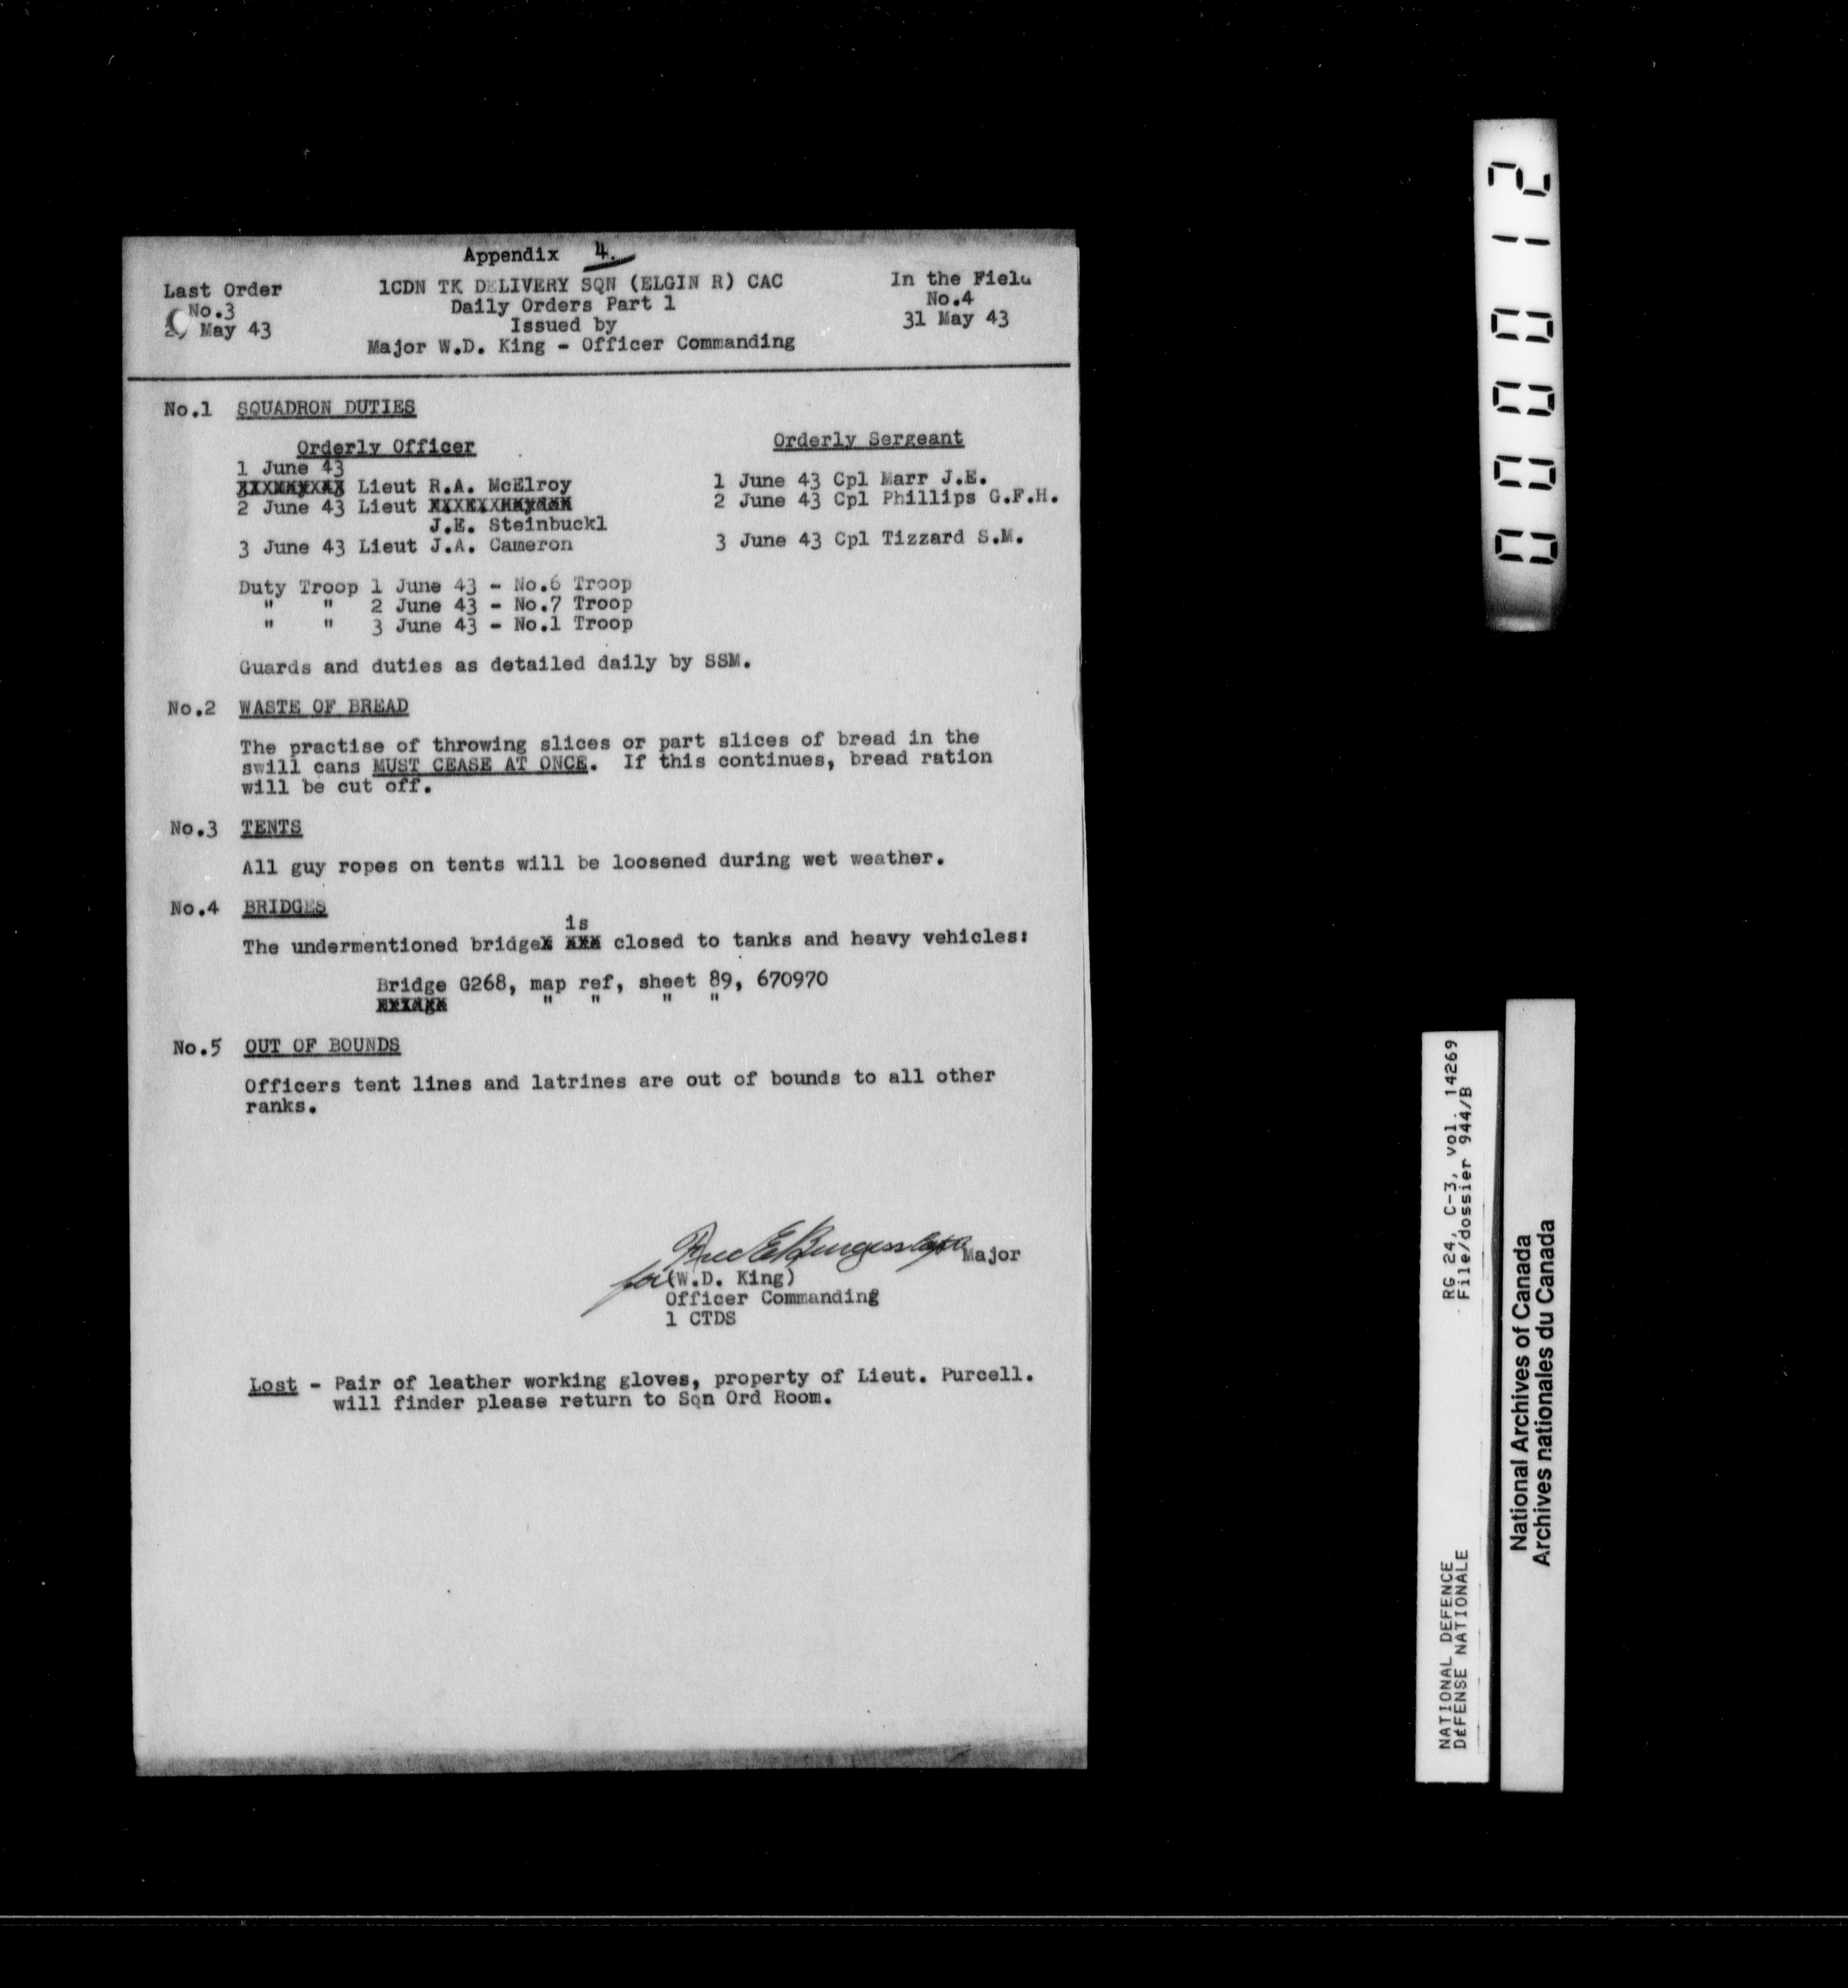 Appendix 4.
Last Order
No.3
May 43
1CDN TK DELIVERY SQN (ELGIN R) CAC
Daily Orders Part 1
Issued by
Major W.D. King - Officer Commanding
In the Field
No.4
31 May 43
No.1 SQUADRON DUTIES
Orderly Officer
1 June 43
Lieut R.A. McElroy
2 June 43 Lieut
J.E. Steinbuckl
3 June 43 Lieut J.A. Cameron
Orderly Sergeant
1 June 43 Cpl Marr J.E.
2 June 43 Cpl Phillips G.F.H.
3 June 43 Cpl Tizzard S.M.
Duty Troop 1 June 43 - No.6 Troop
" " 2 June 43 - No.7 Troop
" " 3 June 43 - No.1 Troop
Guards and duties as detailed daily by SSM.
No.2 WASTE OF BREAD
The practise of throwing slices or part slices of bread in the
swill cans MUST CEASE AT ONCE. If this continues, bread ration
will be cut off.
No.3 TENTS
All guy ropes on tents will be loosened during wet weather.
No.4 BRIDGES
is
The undermentioned bridge closed to tanks and heavy vehicles:
Bridge G268, map ref, sheet 89, 670970
" " " "
No.5 OUT OF BOUNDS
Officers tent lines and latrines are out of bounds to all other
ranks.
Major
for (W.D. King)
Officer Commanding
1 CTDS
Lost - Pair of leather working gloves, property of Lieut. Purcell.
will finder please return to Sqn Ord Room.
000012
RG 24, C-3, vol. 14269
File/dossier 944/B
NATIONAL DEFENCE
DÉFENSE NATIONALE
National Archives of Canada
Archives nationales du Canada